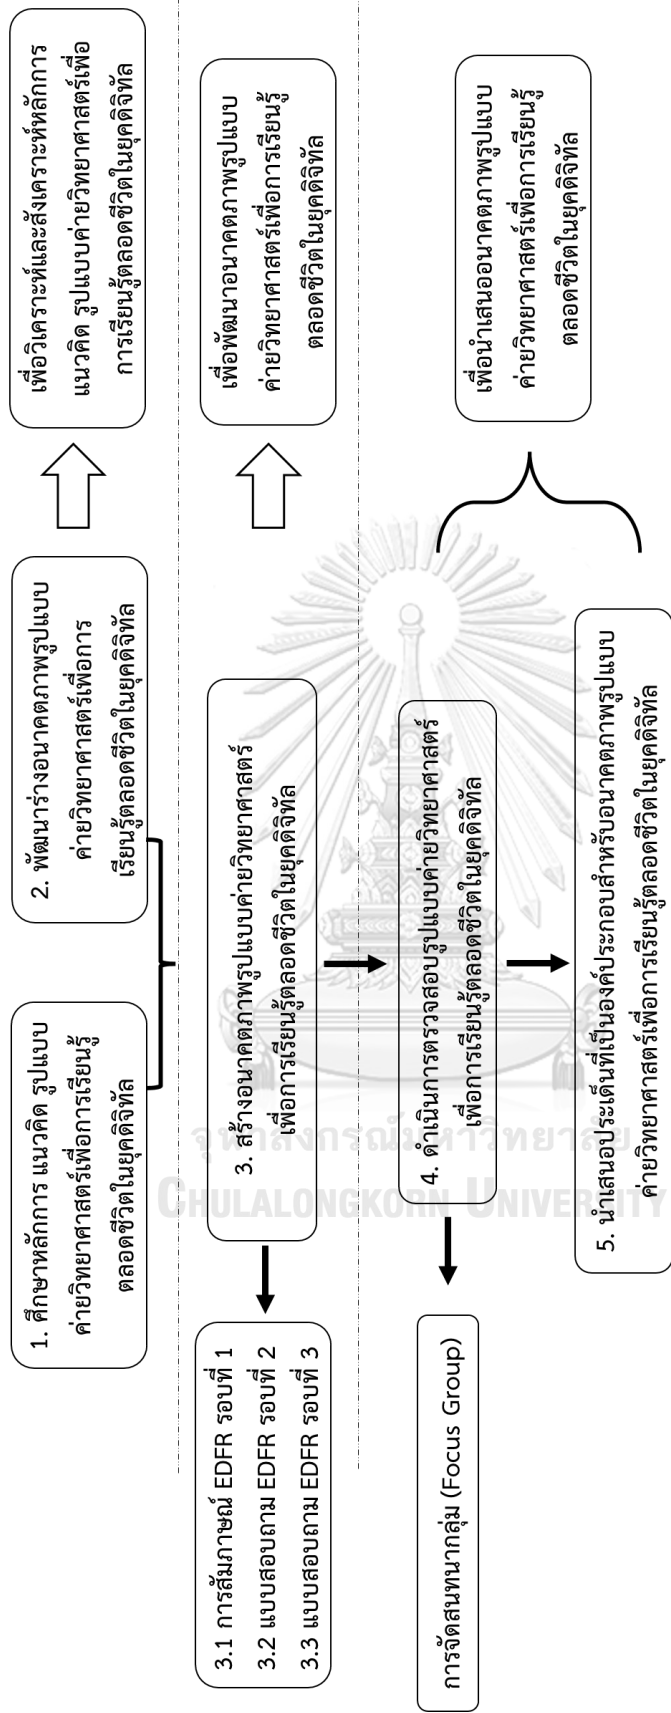 1. ศึกษาหลักการ แนวคิด รูปแบบ
ค่ายวิทยาศาสตร์เพื่อการเรียนรู้
ตลอดชีวิตในยุคดิจิทัล
2. พัฒนาร่างอนาคตภาพรูปแบบ
ค่ายวิทยาศาสตร์เพื่อการ
เรียนรู้ตลอดชีวิตในยุคดิจิทัล
เพื่อวิเคราะห์และสังเคราะห์หลักการ
แนวคิด รูปแบบค่ายวิทยาศาสตร์เพื่อ
การเรียนรู้ตลอดชีวิตในยุคดิจิทัล
3.1 การสัมภาษณ์ EDFR รอบที่ 1
3.2 แบบสอบถาม EDFR รอบที่ 2
3.3 แบบสอบถาม EDFR รอบที่ 3
3. สร้างอนาคตภาพรูปแบบค่ายวิทยาศาสตร์
เพื่อการเรียนรู้ตลอดชีวิตในยุคดิจิทัล
เพื่อพัฒนาอนาคตภาพรูปแบบ
ค่ายวิทยาศาสตร์เพื่อการเรียนรู้
ตลอดชีวิตในยุคดิจิทัล
การจัดสนทนากลุ่ม (Focus Group)
4. ดำเนินการตรวจสอบรูปแบบค่ายวิทยาศาสตร์
เพื่อการเรียนรู้ตลอดชีวิตในยุคดิจิทัล
5. นำเสนอประเด็นที่เป็นองค์ประกอบสำหรับอนาคตภาพรูปแบบ
ค่ายวิทยาศาสตร์เพื่อการเรียนรู้ตลอดชีวิตในยุคดิจิทัล
เพื่อนำเสนออนาคตภาพรูปแบบ
ค่ายวิทยาศาสตร์เพื่อการเรียนรู้
ตลอดชีวิตในยุคดิจิทัล
จุฬาลงกรณ์มหาวิทยาลัย
CHULALONGKORN UNIVERSITY